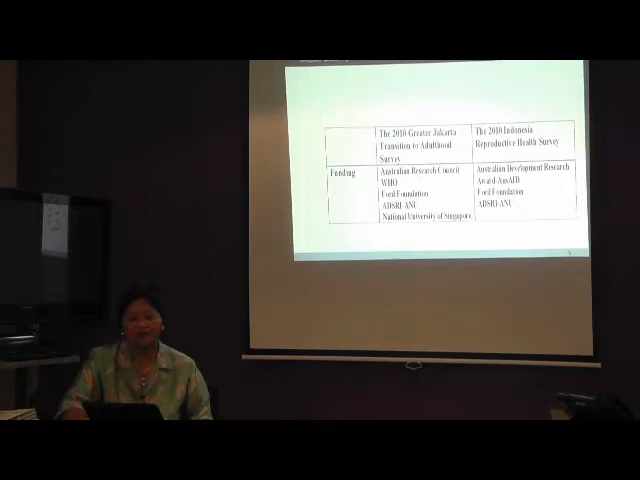 The 2010 Greater Jakarta
Transition to Adulthood
Survey
The 2010 Indonesia
Reproductive Health Survey
Funding
Australian Research Council
WHO
Ford Foundation
ADSRI-ANU
National University of Singapore
Australian Development Research
Award-AusAID
Ford Foundation
ADSRI-ANU
5